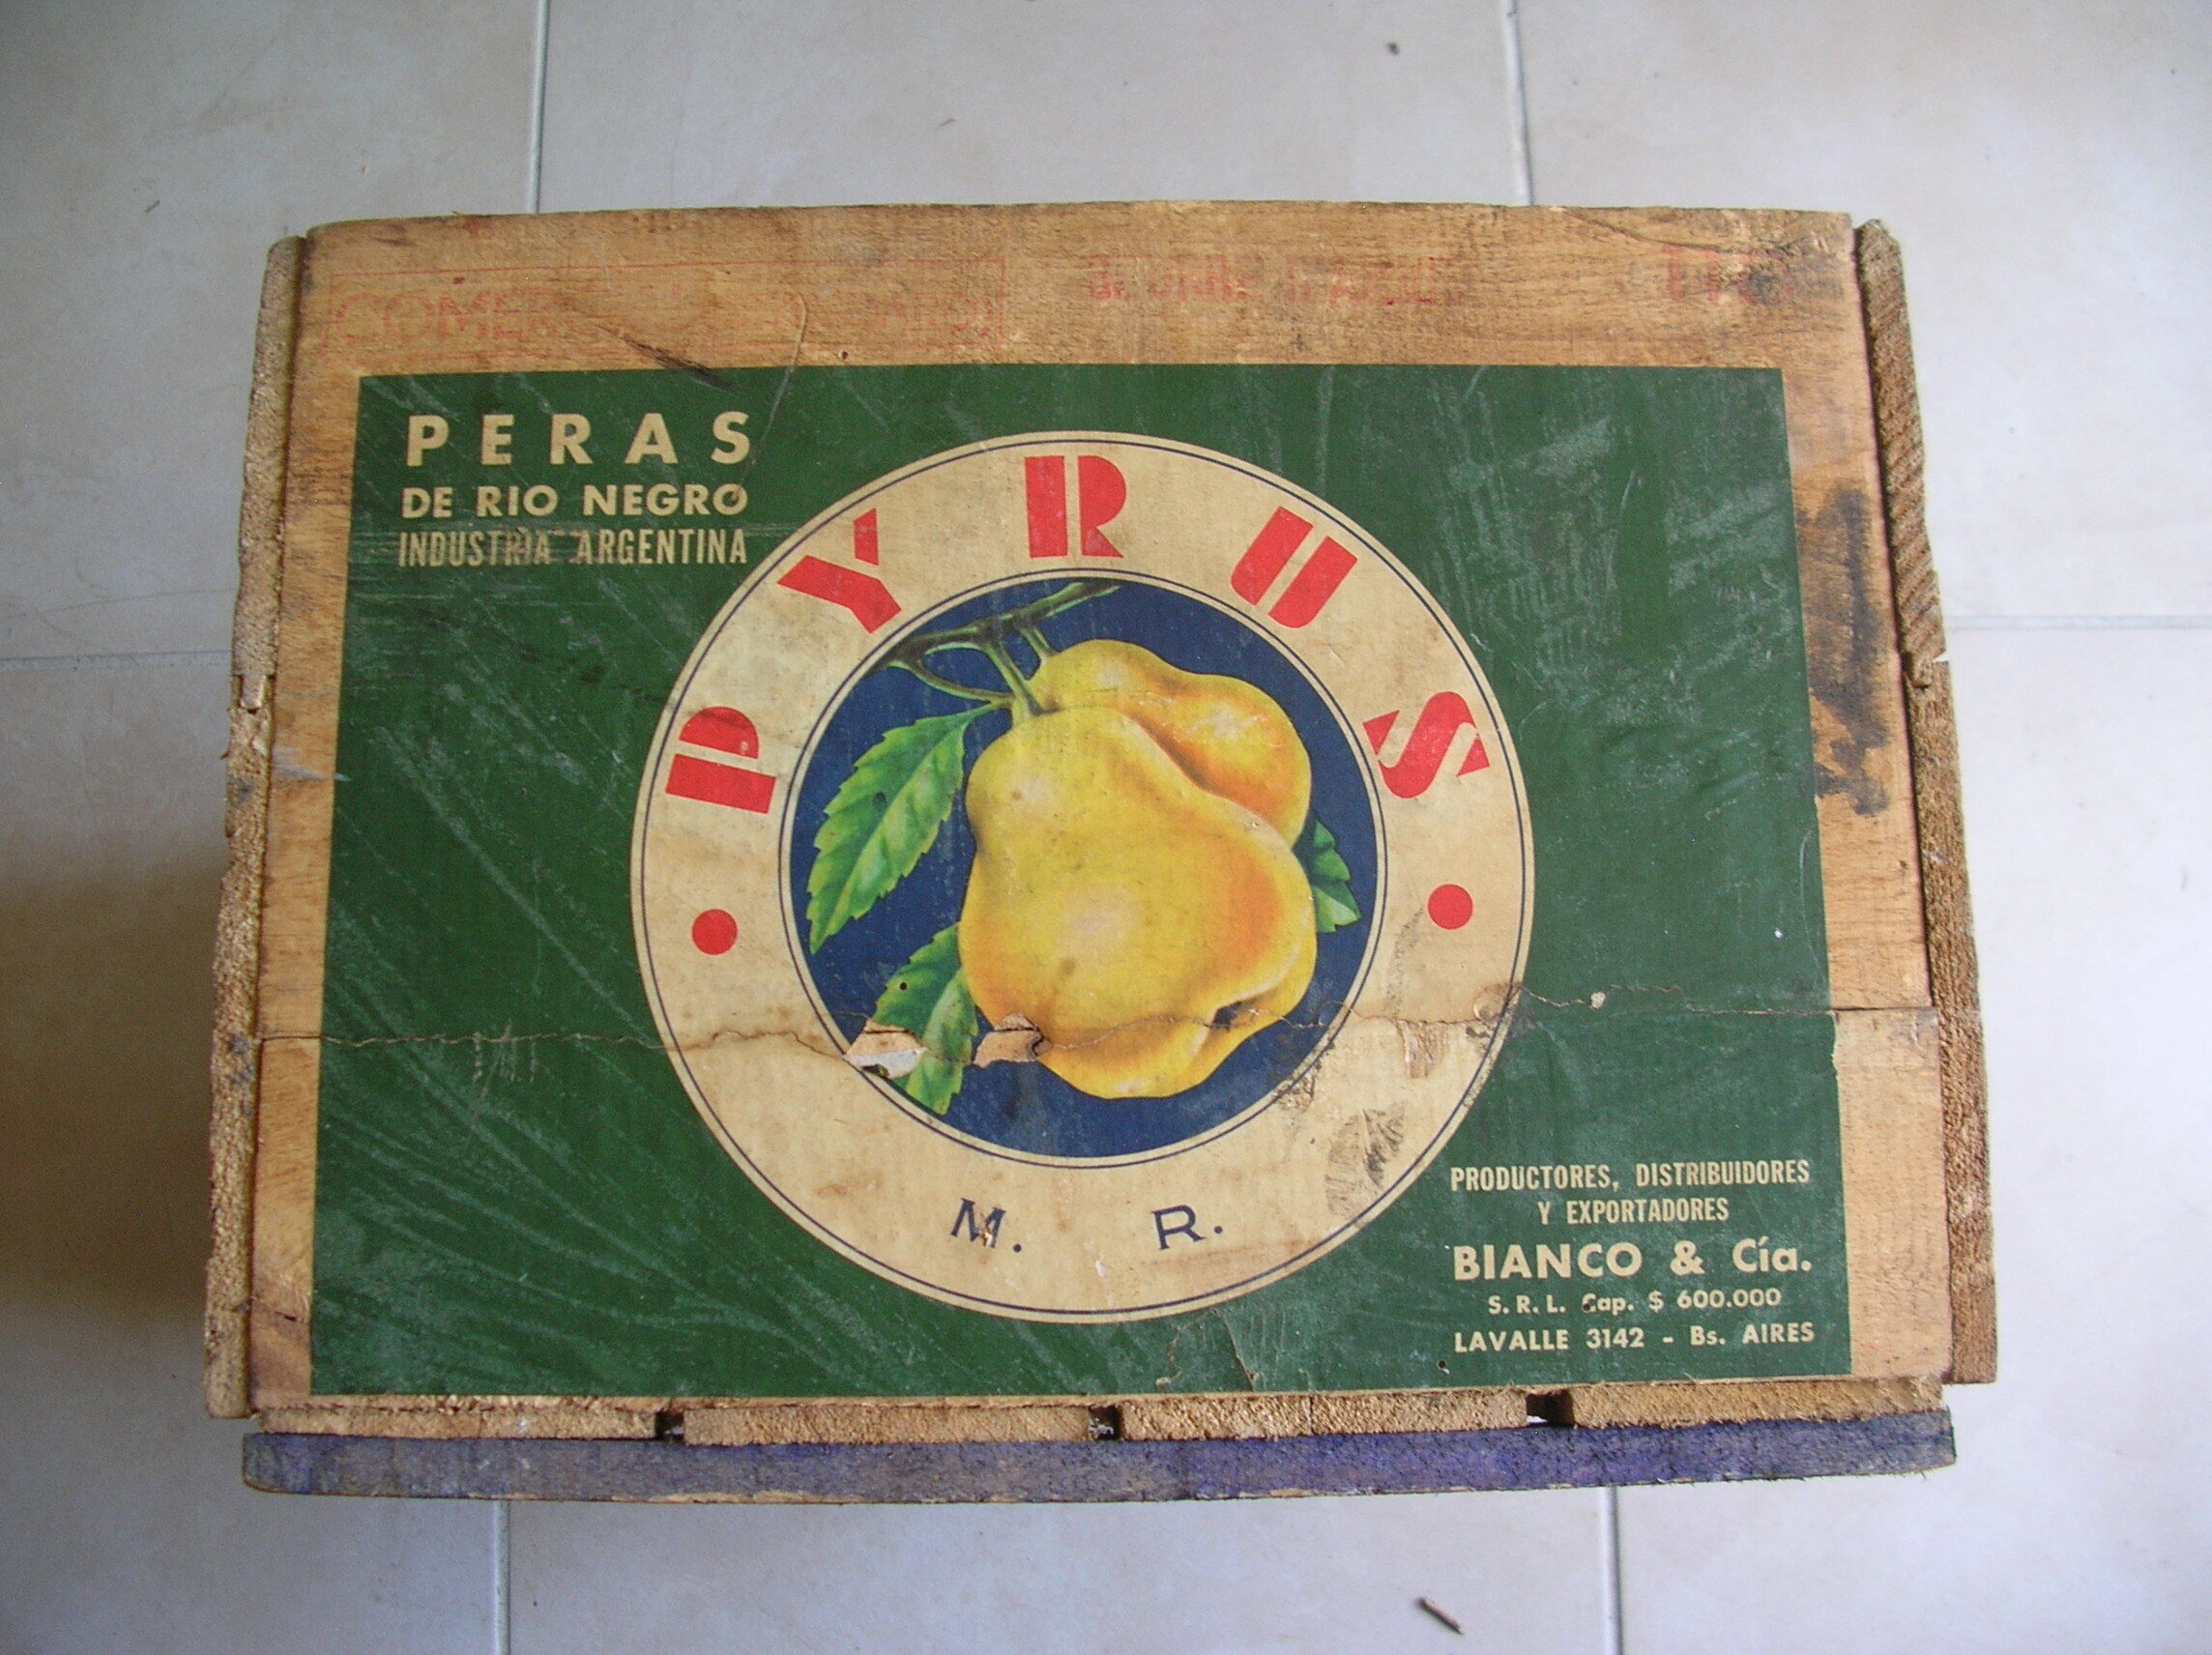 PERAS
DE RIO NEGRO
INDUSTRIA ARGENTINA
PYRUS
M. R.
PRODUCTORES, DISTRIBUIDORES
Y EXPORTADORES
BIANCO & Cía.
S. R. L. Cap. $ 600.000
LAVALLE 3142 - Bs. AIRES